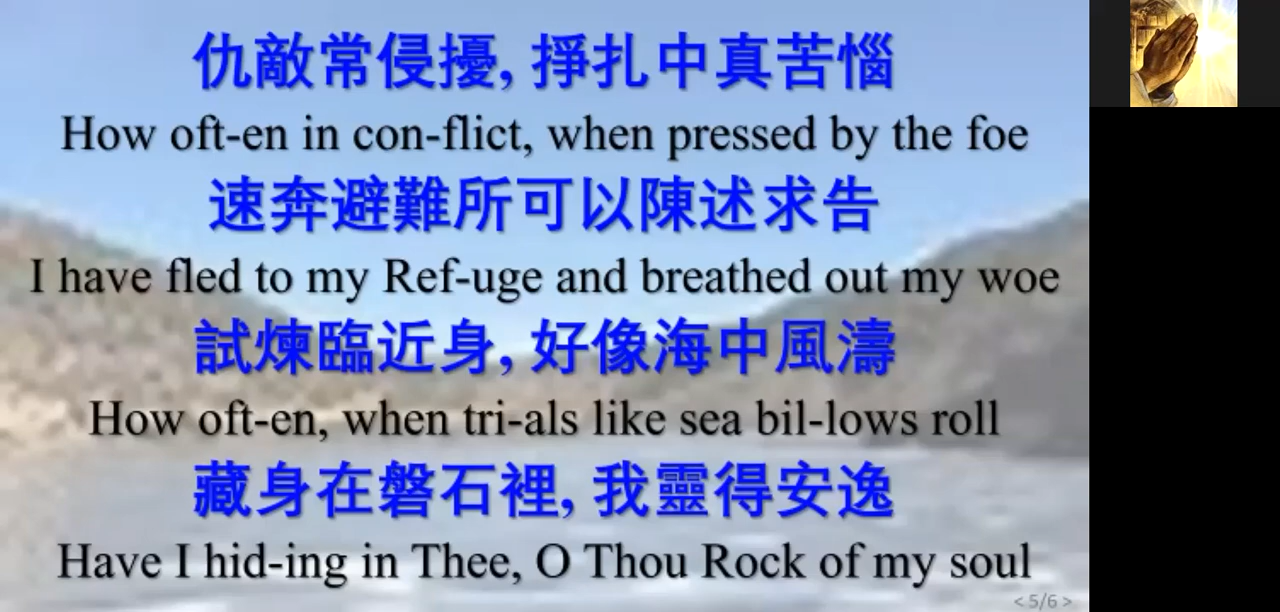 仇敵常侵擾, 掙扎中真苦惱
How oft-en in con-flict, when pressed by the foe
速奔避難所可以陳述求告
I have fled to my Ref-uge and breathed out my woe
試煉臨近身, 好像海中風濤
How oft-en, when tri-als like sea bil-lows roll
藏身在磐石裡, 我靈得安逸
Have I hid-ing in Thee, O Thou Rock of my soul
< 5/6 >